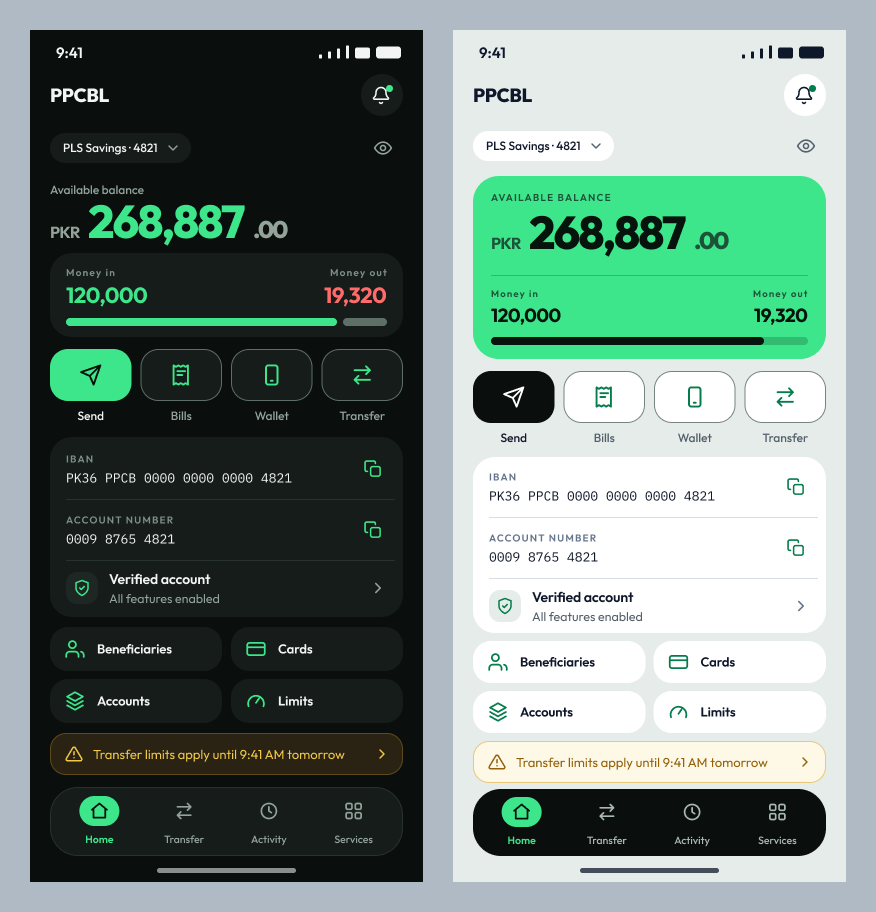 9:41
PPCBL
PLS Savings · 4821
Available balance
PKR 268,887 .00
Money in Money out
120,000 19,320
Send Bills Wallet Transfer
IBAN
PK36 PPCB 0000 0000 0000 4821
ACCOUNT NUMBER
0009 8765 4821
Verified account
All features enabled
Beneficiaries Cards
Accounts Limits
Transfer limits apply until 9:41 AM tomorrow
Home Transfer Activity Services
9:41
PPCBL
PLS Savings · 4821
AVAILABLE BALANCE
PKR 268,887 .00
Money in Money out
120,000 19,320
Send Bills Wallet Transfer
IBAN
PK36 PPCB 0000 0000 0000 4821
ACCOUNT NUMBER
0009 8765 4821
Verified account
All features enabled
Beneficiaries Cards
Accounts Limits
Transfer limits apply until 9:41 AM tomorrow
Home Transfer Activity Services